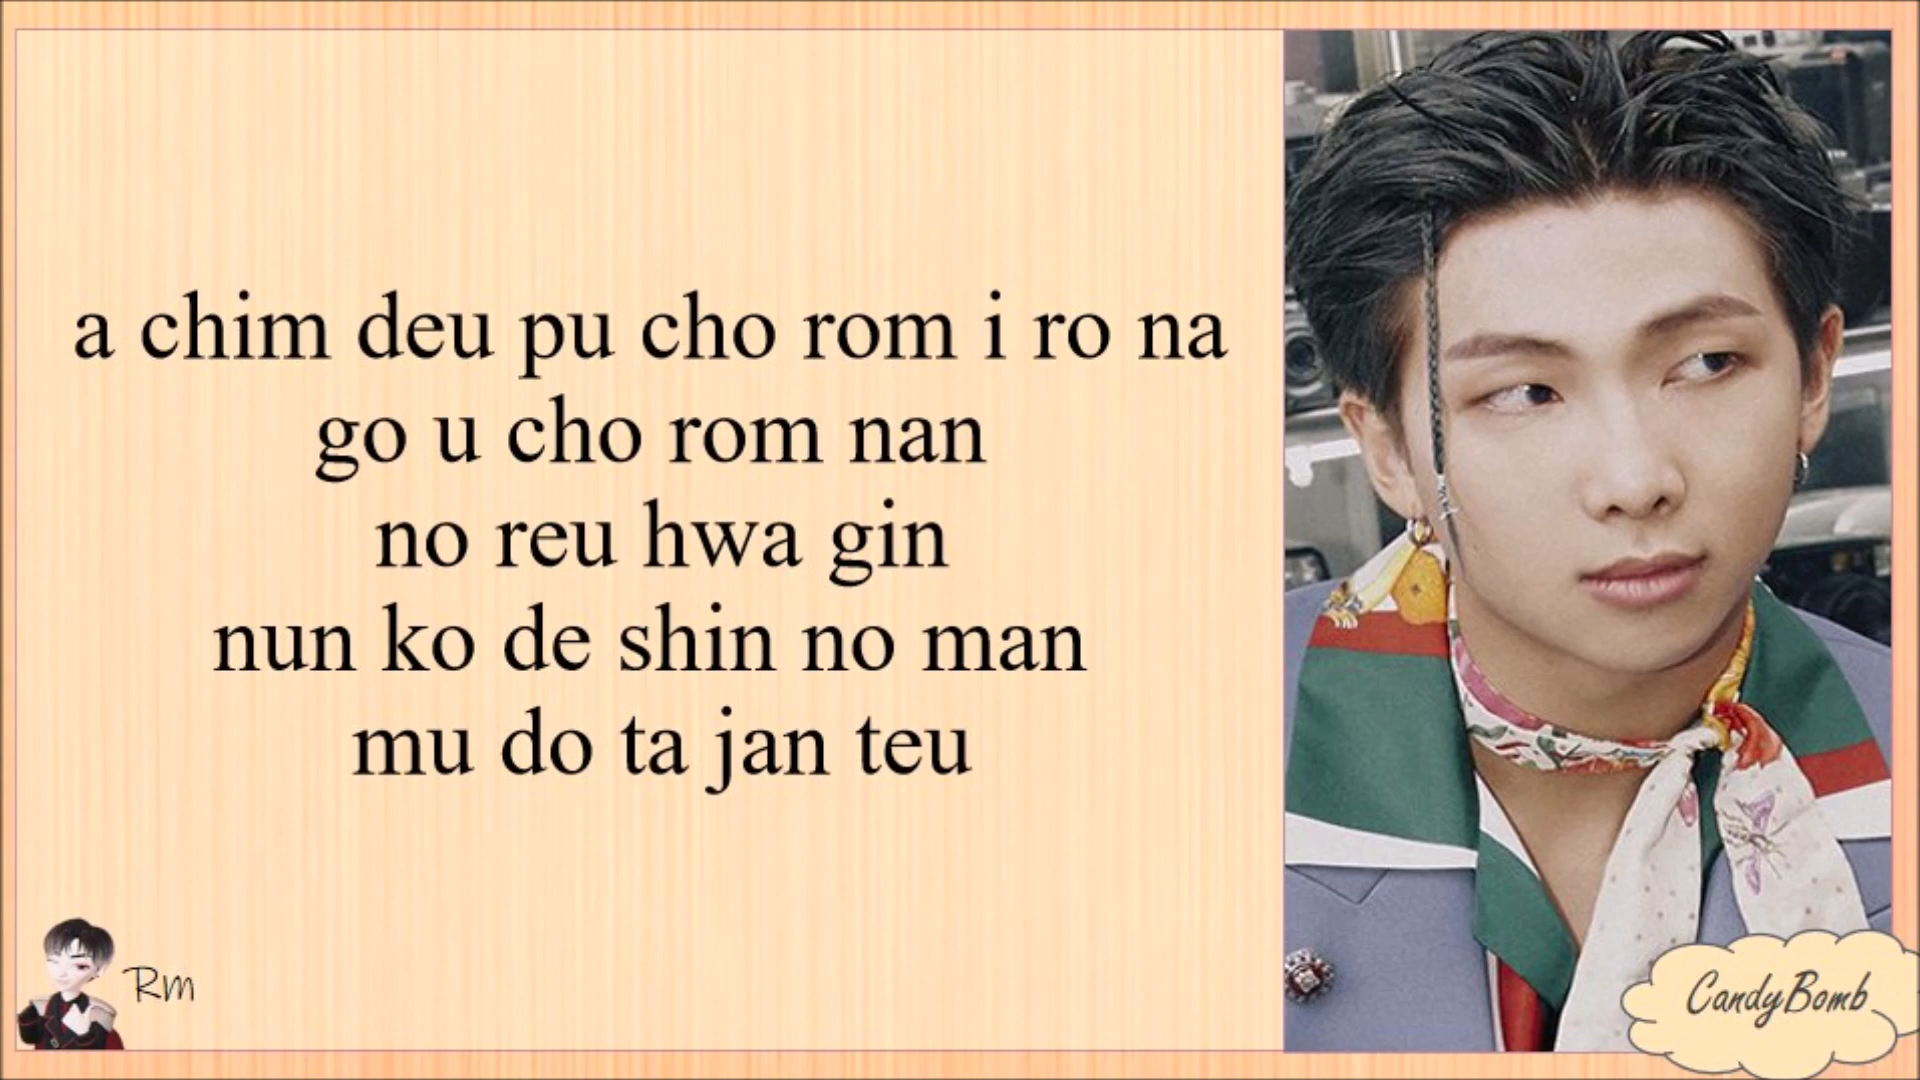 a chim deu pu cho rom i ro na
go u cho rom nan
no reu hwa gin
nun ko de shin no man
mu do ta jan teu
Rm
CandyBomb